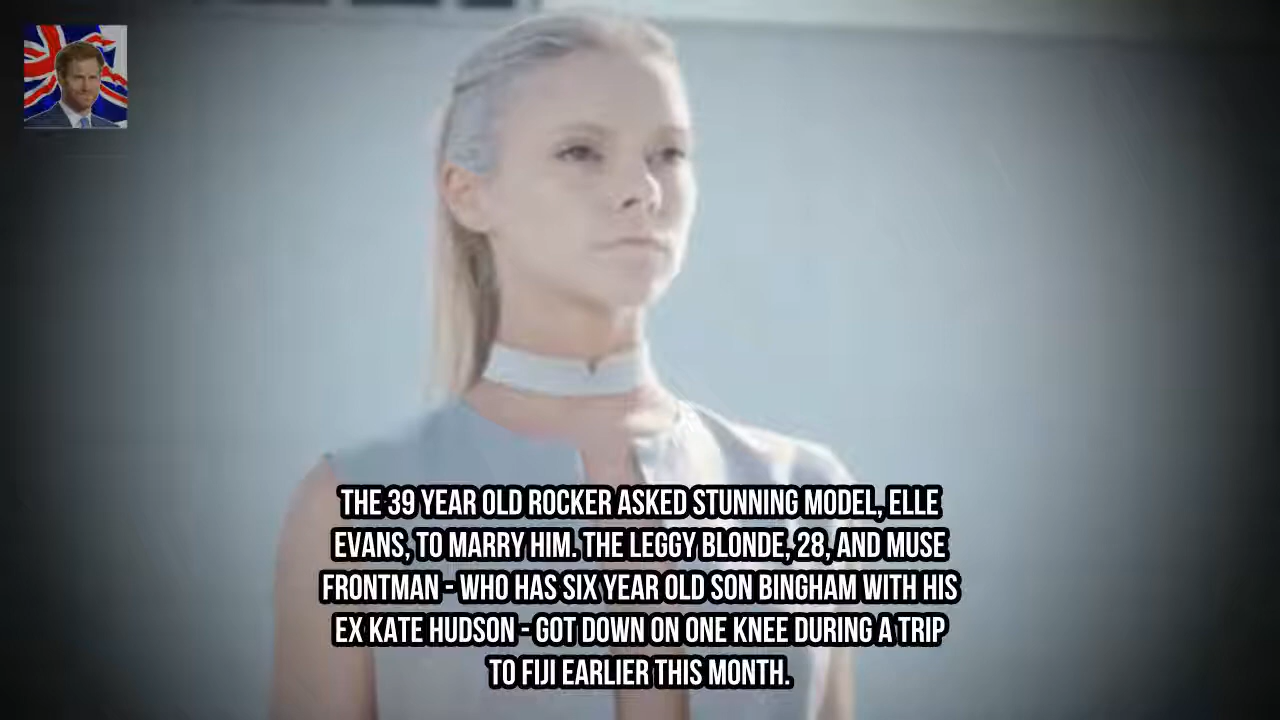 THE 39 YEAR OLD ROCKER ASKED STUNNING MODEL, ELLE
EVANS, TO MARRY HIM. THE LEGGY BLONDE, 28, AND MUSE
FRONTMAN - WHO HAS SIX YEAR OLD SON BINGHAM WITH HIS
EX KATE HUDSON - GOT DOWN ON ONE KNEE DURING A TRIP
TO FIJI EARLIER THIS MONTH.